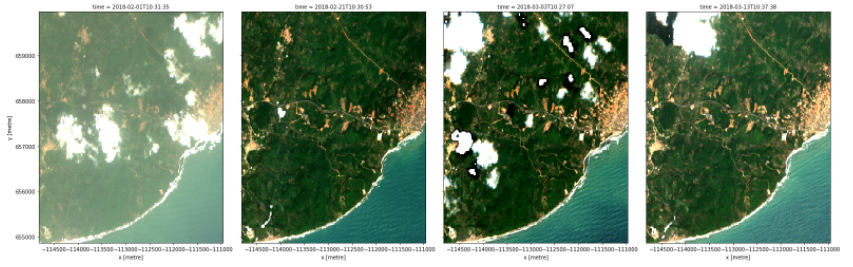 time = 2018-02-01T10:31:35
time = 2018-02-21T10:30:53
time = 2018-03-03T10:27:07
time = 2018-03-13T10:37:38
y [metre]
659000
658000
657000
656000
655000
−114500−114000−113500−113000−112500−112000−111500−111000
−114500−114000−113500−113000−112500−112000−111500−111000
−114500−114000−113500−113000−112500−112000−111500−111000
−114500−114000−113500−113000−112500−112000−111500−111000
x [metre]
x [metre]
x [metre]
x [metre]